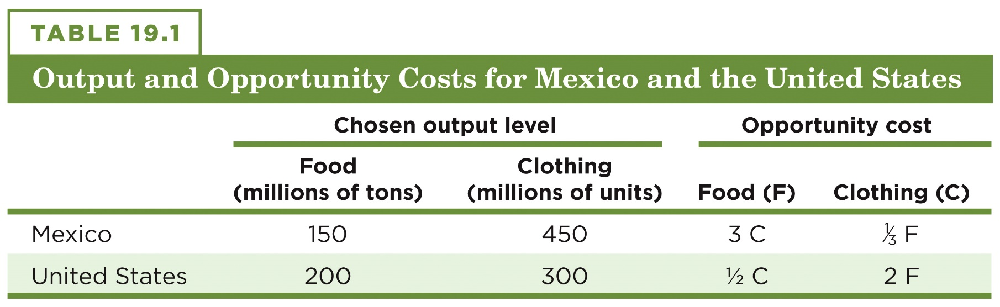 TABLE 19.1
Output and Opportunity Costs for Mexico and the United States
Chosen output level Opportunity cost
Food Clothing
(millions of tons) (millions of units) Food (F) Clothing (C)
Mexico 150 450 3 C ⅓ F
United States 200 300 ½ C 2 F